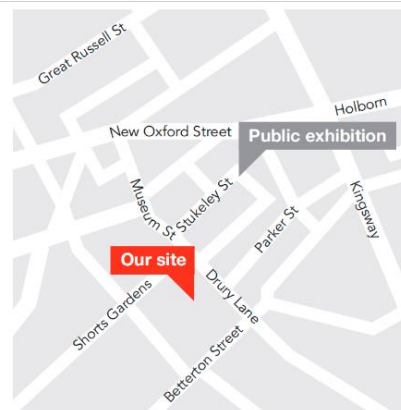 Great Russell St
Holborn
New Oxford Street
Public exhibition
Museum St
Stukeley St
Kingsway
Parker St
Our site
Drury Lane
Shorts Gardens
Betterton Street